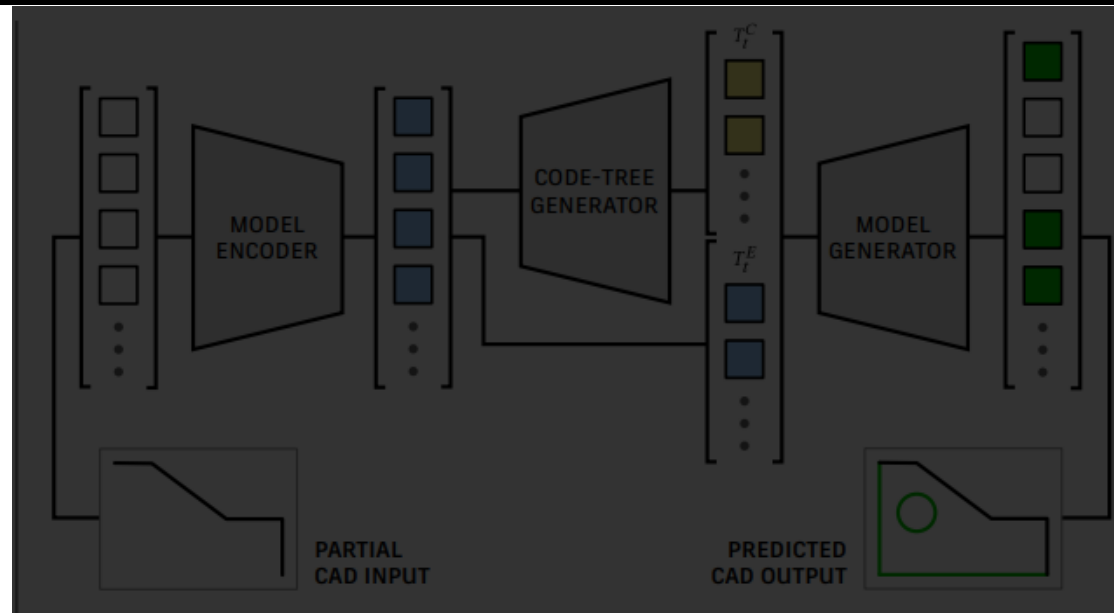 T_t^C
CODE-TREE
GENERATOR
MODEL
ENCODER
MODEL
GENERATOR
T_t^E
PARTIAL
CAD INPUT
PREDICTED
CAD OUTPUT